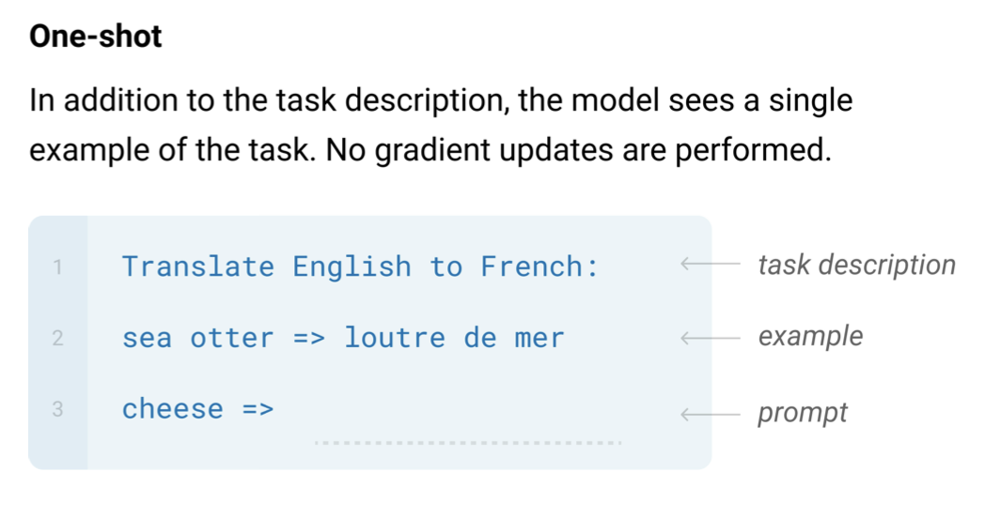 One-shot
In addition to the task description, the model sees a single
example of the task. No gradient updates are performed.
1 Translate English to French: task description
2 sea otter => loutre de mer example
3 cheese => prompt